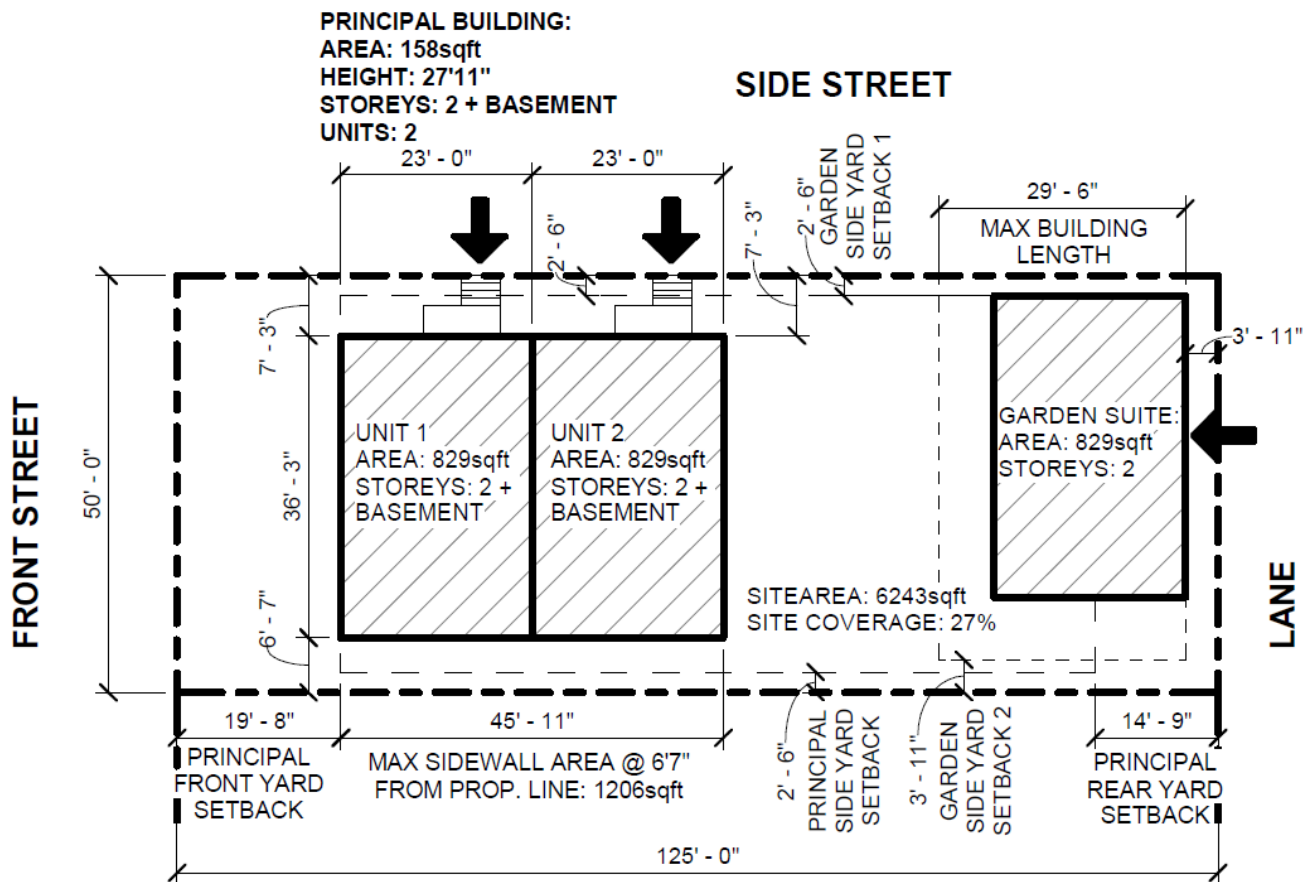 PRINCIPAL BUILDING:
AREA: 158sqft
HEIGHT: 27'11"
STOREYS: 2 + BASEMENT
UNITS: 2
SIDE STREET
23' - 0"
23' - 0"
2' - 6"
7' - 3"
2' - 6"
GARDEN
SIDE YARD
SETBACK 1
29' - 6"
MAX BUILDING
LENGTH
3' - 11"
FRONT STREET
50' - 0"
7' - 3"
36' - 3"
6' - 7"
UNIT 1
AREA: 829sqft
STOREYS: 2 +
BASEMENT
UNIT 2
AREA: 829sqft
STOREYS: 2 +
BASEMENT
GARDEN SUITE:
AREA: 829sqft
STOREYS: 2
SITEAREA: 6243sqft
SITE COVERAGE: 27%
LANE
19' - 8"
PRINCIPAL
FRONT YARD
SETBACK
45' - 11"
MAX SIDEWALL AREA @ 6'7"
FROM PROP. LINE: 1206sqft
2' - 6"
PRINCIPAL
SIDE YARD
SETBACK
3' - 11"
GARDEN
SIDE YARD
SETBACK 2
14' - 9"
PRINCIPAL
REAR YARD
SETBACK
125' - 0"